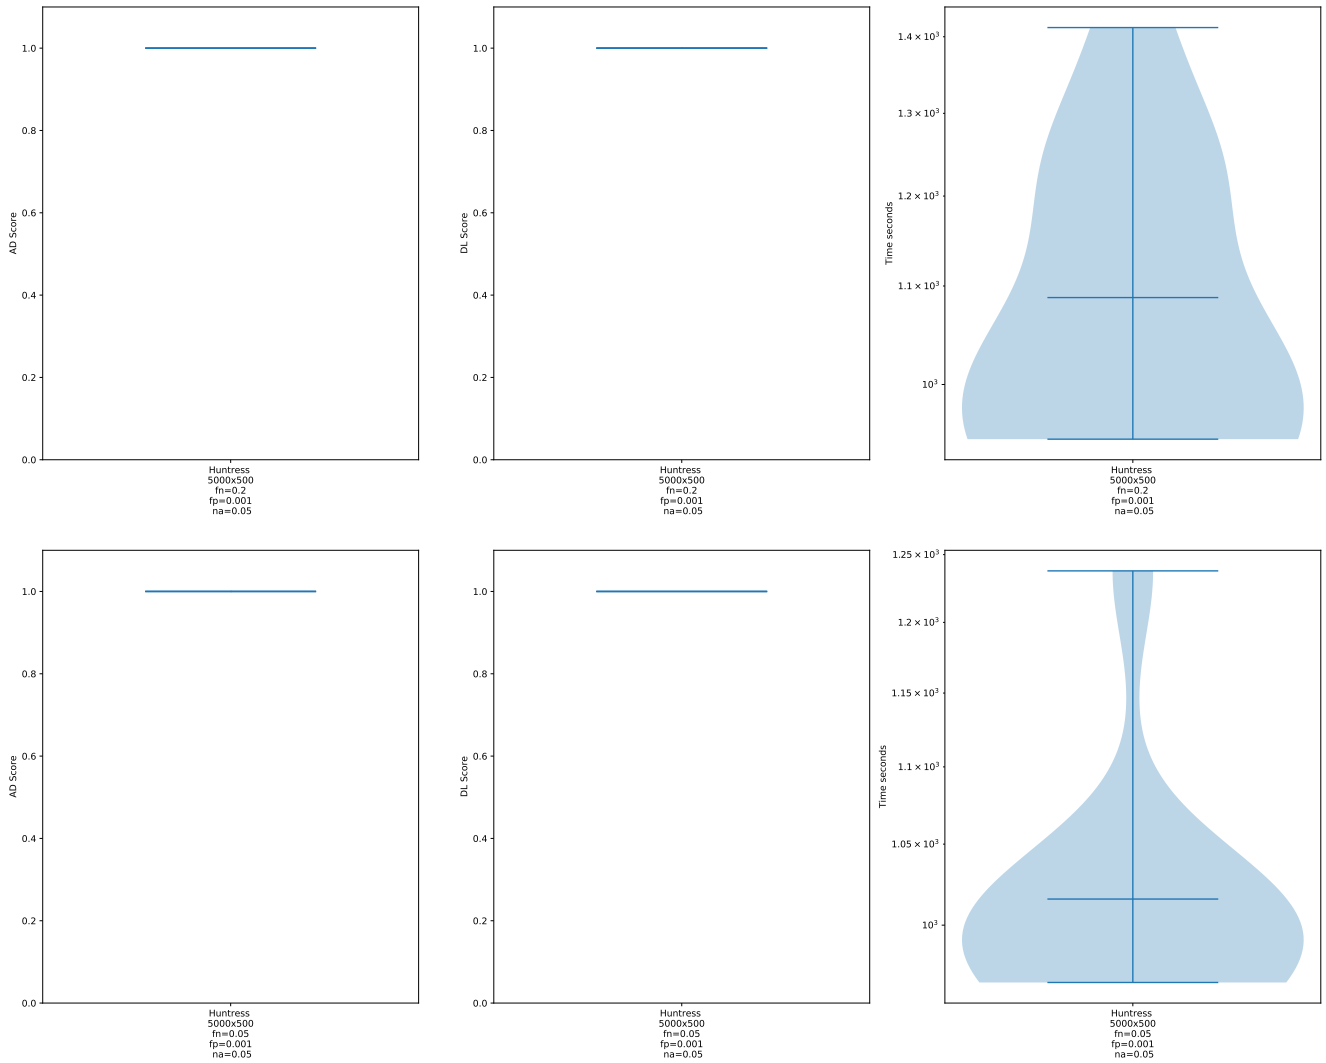 1.0
0.8
0.6
0.4
0.2
0.0
AD Score
Huntress
5000x500
fn=0.2
fp=0.001
na=0.05
1.0
0.8
0.6
0.4
0.2
0.0
DL Score
Huntress
5000x500
fn=0.2
fp=0.001
na=0.05
1.4 × 10³
1.3 × 10³
1.2 × 10³
1.1 × 10³
10³
Time seconds
Huntress
5000x500
fn=0.2
fp=0.001
na=0.05
1.0
0.8
0.6
0.4
0.2
0.0
AD Score
Huntress
5000x500
fn=0.05
fp=0.001
na=0.05
1.0
0.8
0.6
0.4
0.2
0.0
DL Score
Huntress
5000x500
fn=0.05
fp=0.001
na=0.05
1.25 × 10³
1.2 × 10³
1.15 × 10³
1.1 × 10³
1.05 × 10³
10³
Time seconds
Huntress
5000x500
fn=0.05
fp=0.001
na=0.05